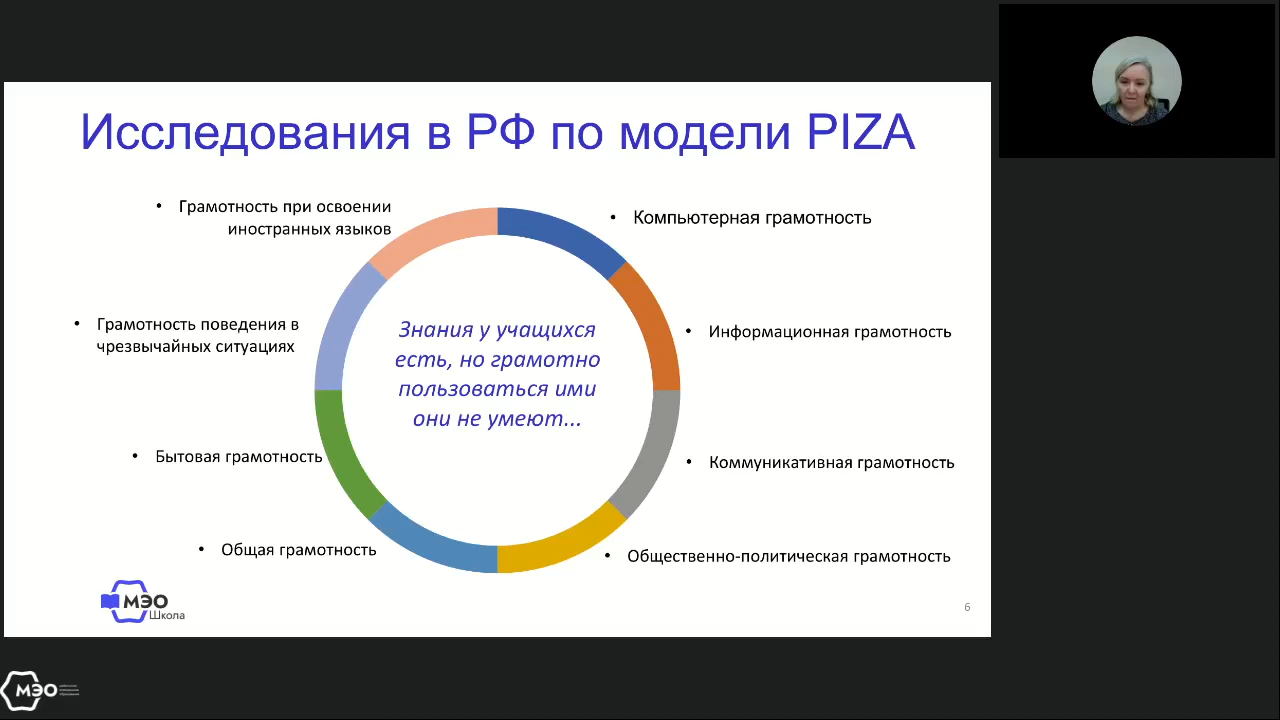 Исследования в РФ по модели PIZA
• Грамотность при освоении
иностранных языков
• Компьютерная грамотность
• Грамотность поведения в
чрезвычайных ситуациях
• Информационная грамотность
Знания у учащихся
есть, но грамотно
пользоваться ими
они не умеют...
• Бытовая грамотность
• Коммуникативная грамотность
• Общая грамотность
• Общественно-политическая грамотность
МЭО
Школа
6
МЭО